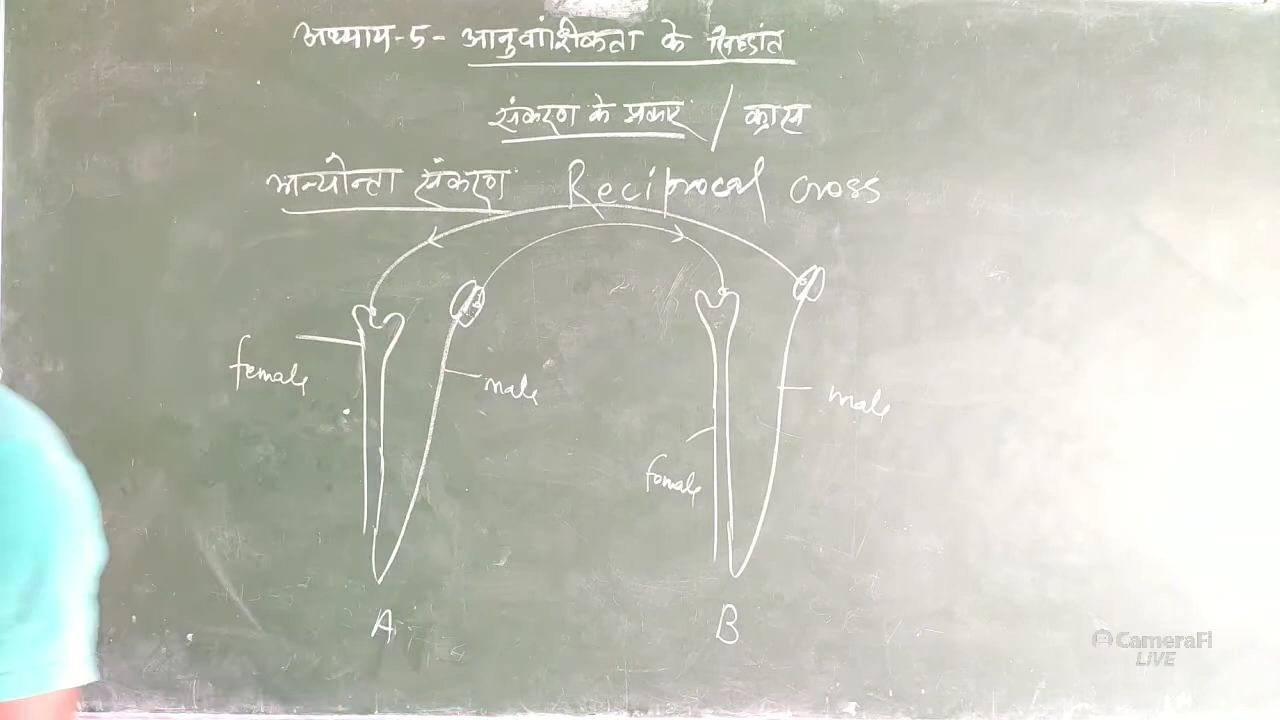 अध्याय-5- आनुवांशिकता के सिद्धांत
संकरण के प्रकार / क्रास
अन्योन्ता संकरण Reciprocal cross
female
male
male
female
A
B
CameraFi
LiVE